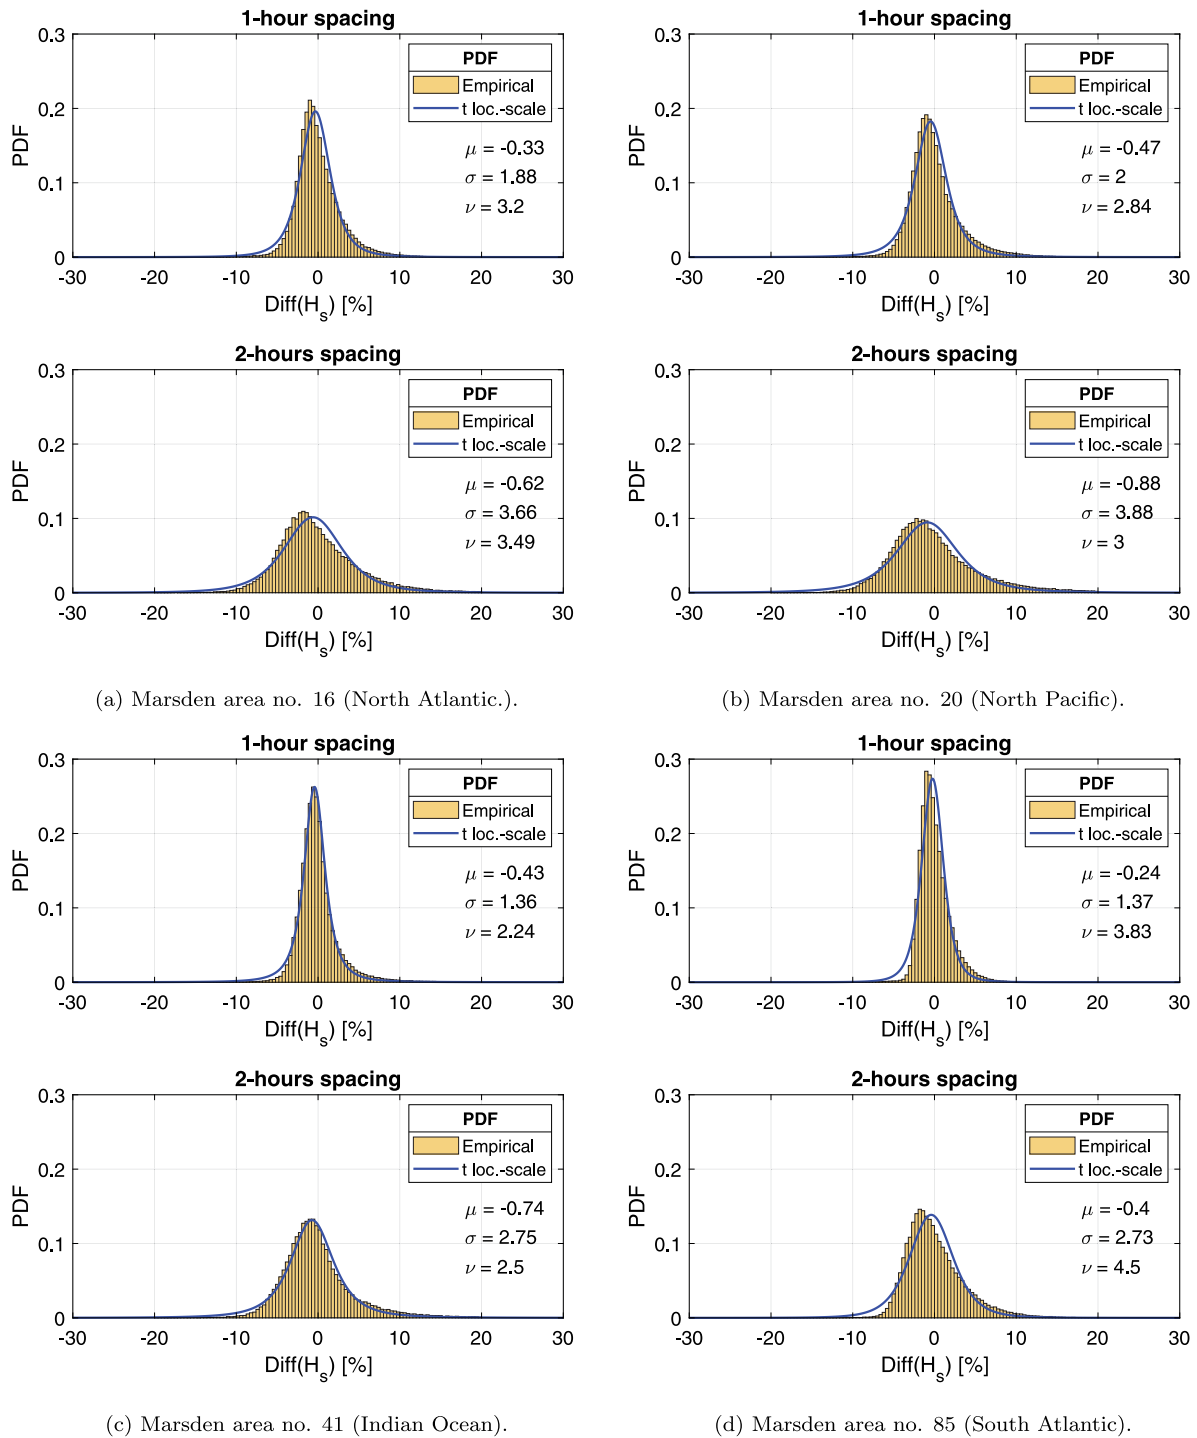 1-hour spacing
0.3
0.2
0.1
0
PDF
PDF
Empirical
t loc.-scale
μ = -0.33
σ = 1.88
ν = 3.2
-30 -20 -10 0 10 20 30
Diff(H_s) [%]
2-hours spacing
0.3
0.2
0.1
0
PDF
PDF
Empirical
t loc.-scale
μ = -0.62
σ = 3.66
ν = 3.49
-30 -20 -10 0 10 20 30
Diff(H_s) [%]
(a) Marsden area no. 16 (North Atlantic.).
1-hour spacing
0.3
0.2
0.1
0
PDF
PDF
Empirical
t loc.-scale
μ = -0.47
σ = 2
ν = 2.84
-30 -20 -10 0 10 20 30
Diff(H_s) [%]
2-hours spacing
0.3
0.2
0.1
0
PDF
PDF
Empirical
t loc.-scale
μ = -0.88
σ = 3.88
ν = 3
-30 -20 -10 0 10 20 30
Diff(H_s) [%]
(b) Marsden area no. 20 (North Pacific).
1-hour spacing
0.3
0.2
0.1
0
PDF
PDF
Empirical
t loc.-scale
μ = -0.43
σ = 1.36
ν = 2.24
-30 -20 -10 0 10 20 30
Diff(H_s) [%]
2-hours spacing
0.3
0.2
0.1
0
PDF
PDF
Empirical
t loc.-scale
μ = -0.74
σ = 2.75
ν = 2.5
-30 -20 -10 0 10 20 30
Diff(H_s) [%]
(c) Marsden area no. 41 (Indian Ocean).
1-hour spacing
0.3
0.2
0.1
0
PDF
PDF
Empirical
t loc.-scale
μ = -0.24
σ = 1.37
ν = 3.83
-30 -20 -10 0 10 20 30
Diff(H_s) [%]
2-hours spacing
0.3
0.2
0.1
0
PDF
PDF
Empirical
t loc.-scale
μ = -0.4
σ = 2.73
ν = 4.5
-30 -20 -10 0 10 20 30
Diff(H_s) [%]
(d) Marsden area no. 85 (South Atlantic).